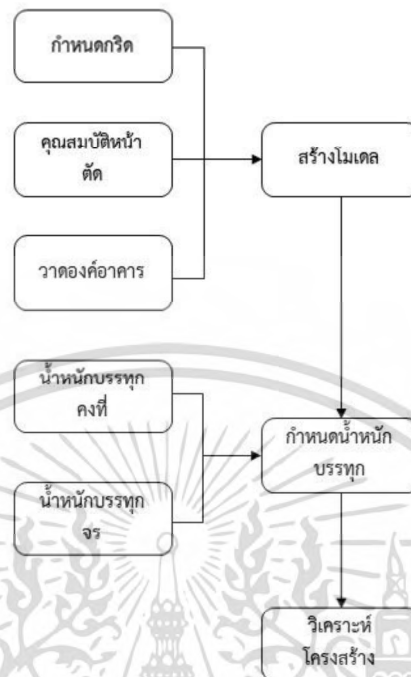 กำหนดกริด
คุณสมบัติหน้า
ตัด
สร้างโมเดล
วาดองค์อาคาร
น้ำหนักบรรทุก
คงที่
กำหนดน้ำหนัก
บรรทุก
น้ำหนักบรรทุก
จร
วิเคราะห์
โครงสร้าง